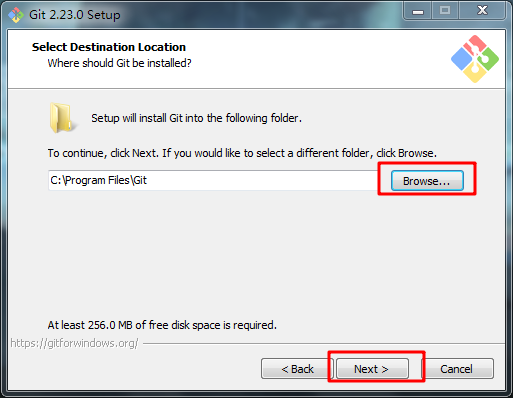 Git 2.23.0 Setup
Select Destination Location
Where should Git be installed?
Setup will install Git into the following folder.
To continue, click Next. If you would like to select a different folder, click Browse.
C:\Program Files\Git
Browse...
At least 256.0 MB of free disk space is required.
https://gitforwindows.org/
< Back
Next >
Cancel